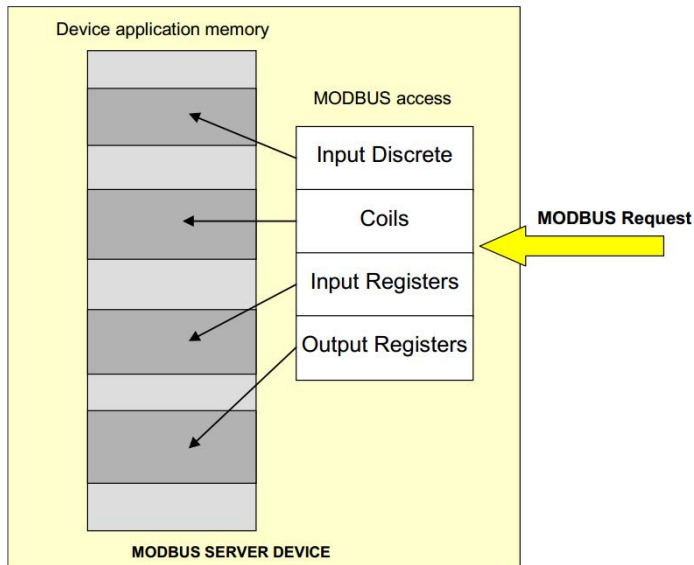 Device application memory
MODBUS access
Input Discrete
Coils
MODBUS Request
Input Registers
Output Registers
MODBUS SERVER DEVICE